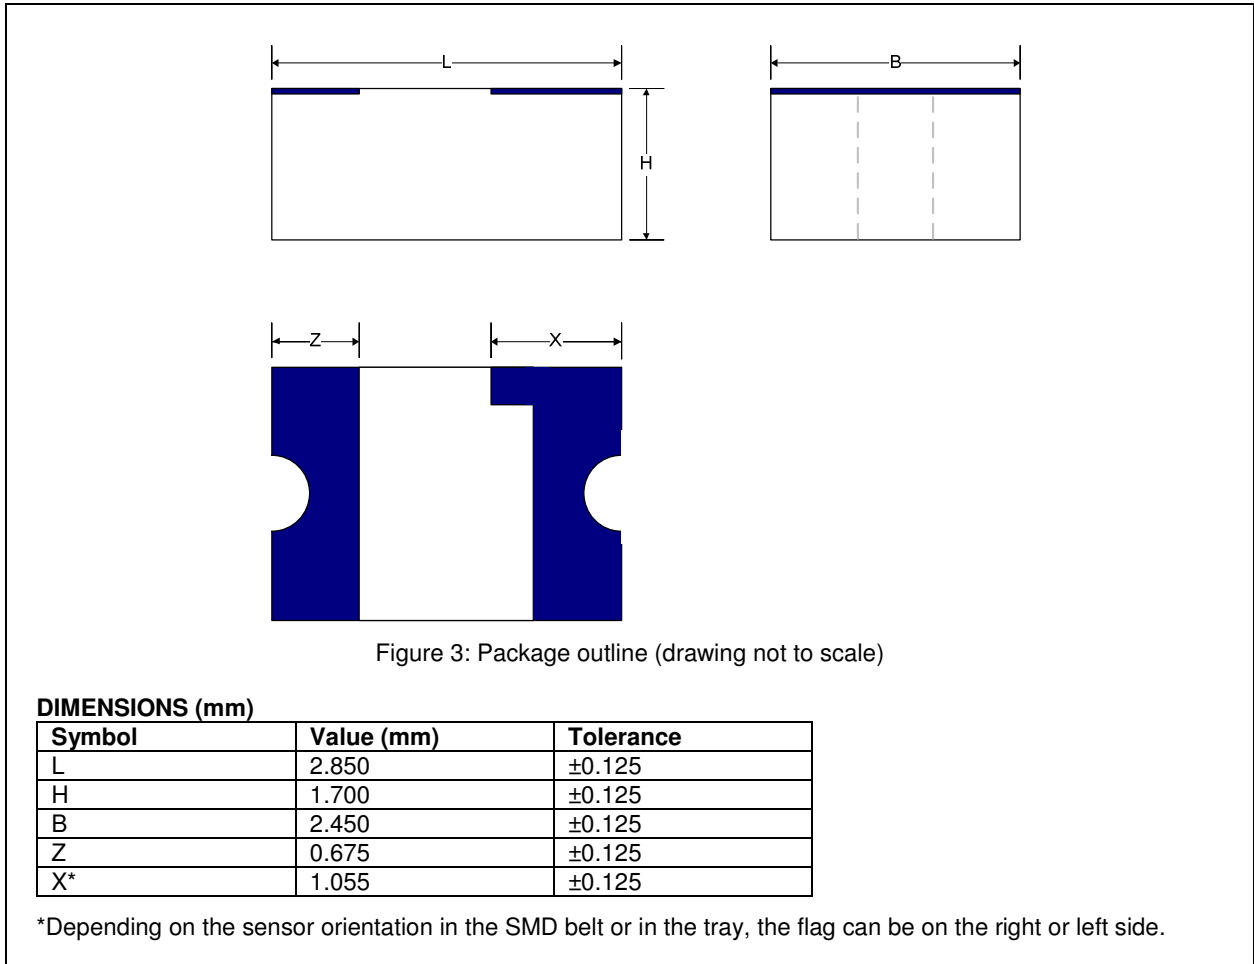 L
B
H
Z
X
Figure 3: Package outline (drawing not to scale)
DIMENSIONS (mm)
Symbol Value (mm) Tolerance
L 2.850 ±0.125
H 1.700 ±0.125
B 2.450 ±0.125
Z 0.675 ±0.125
X* 1.055 ±0.125
*Depending on the sensor orientation in the SMD belt or in the tray, the flag can be on the right or left side.